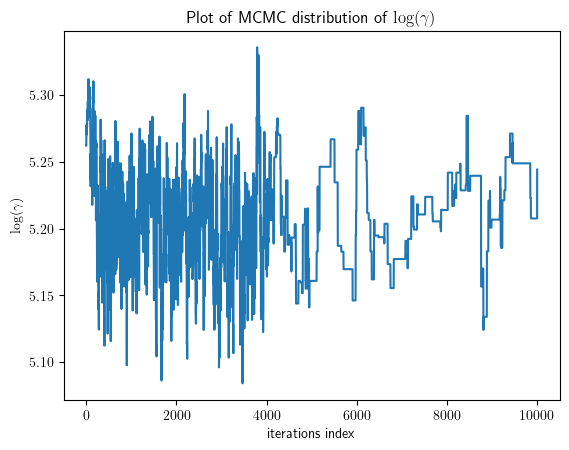 Plot of MCMC distribution of log(γ)
log(γ)
5.30
5.25
5.20
5.15
5.10
0 2000 4000 6000 8000 10000
iterations index